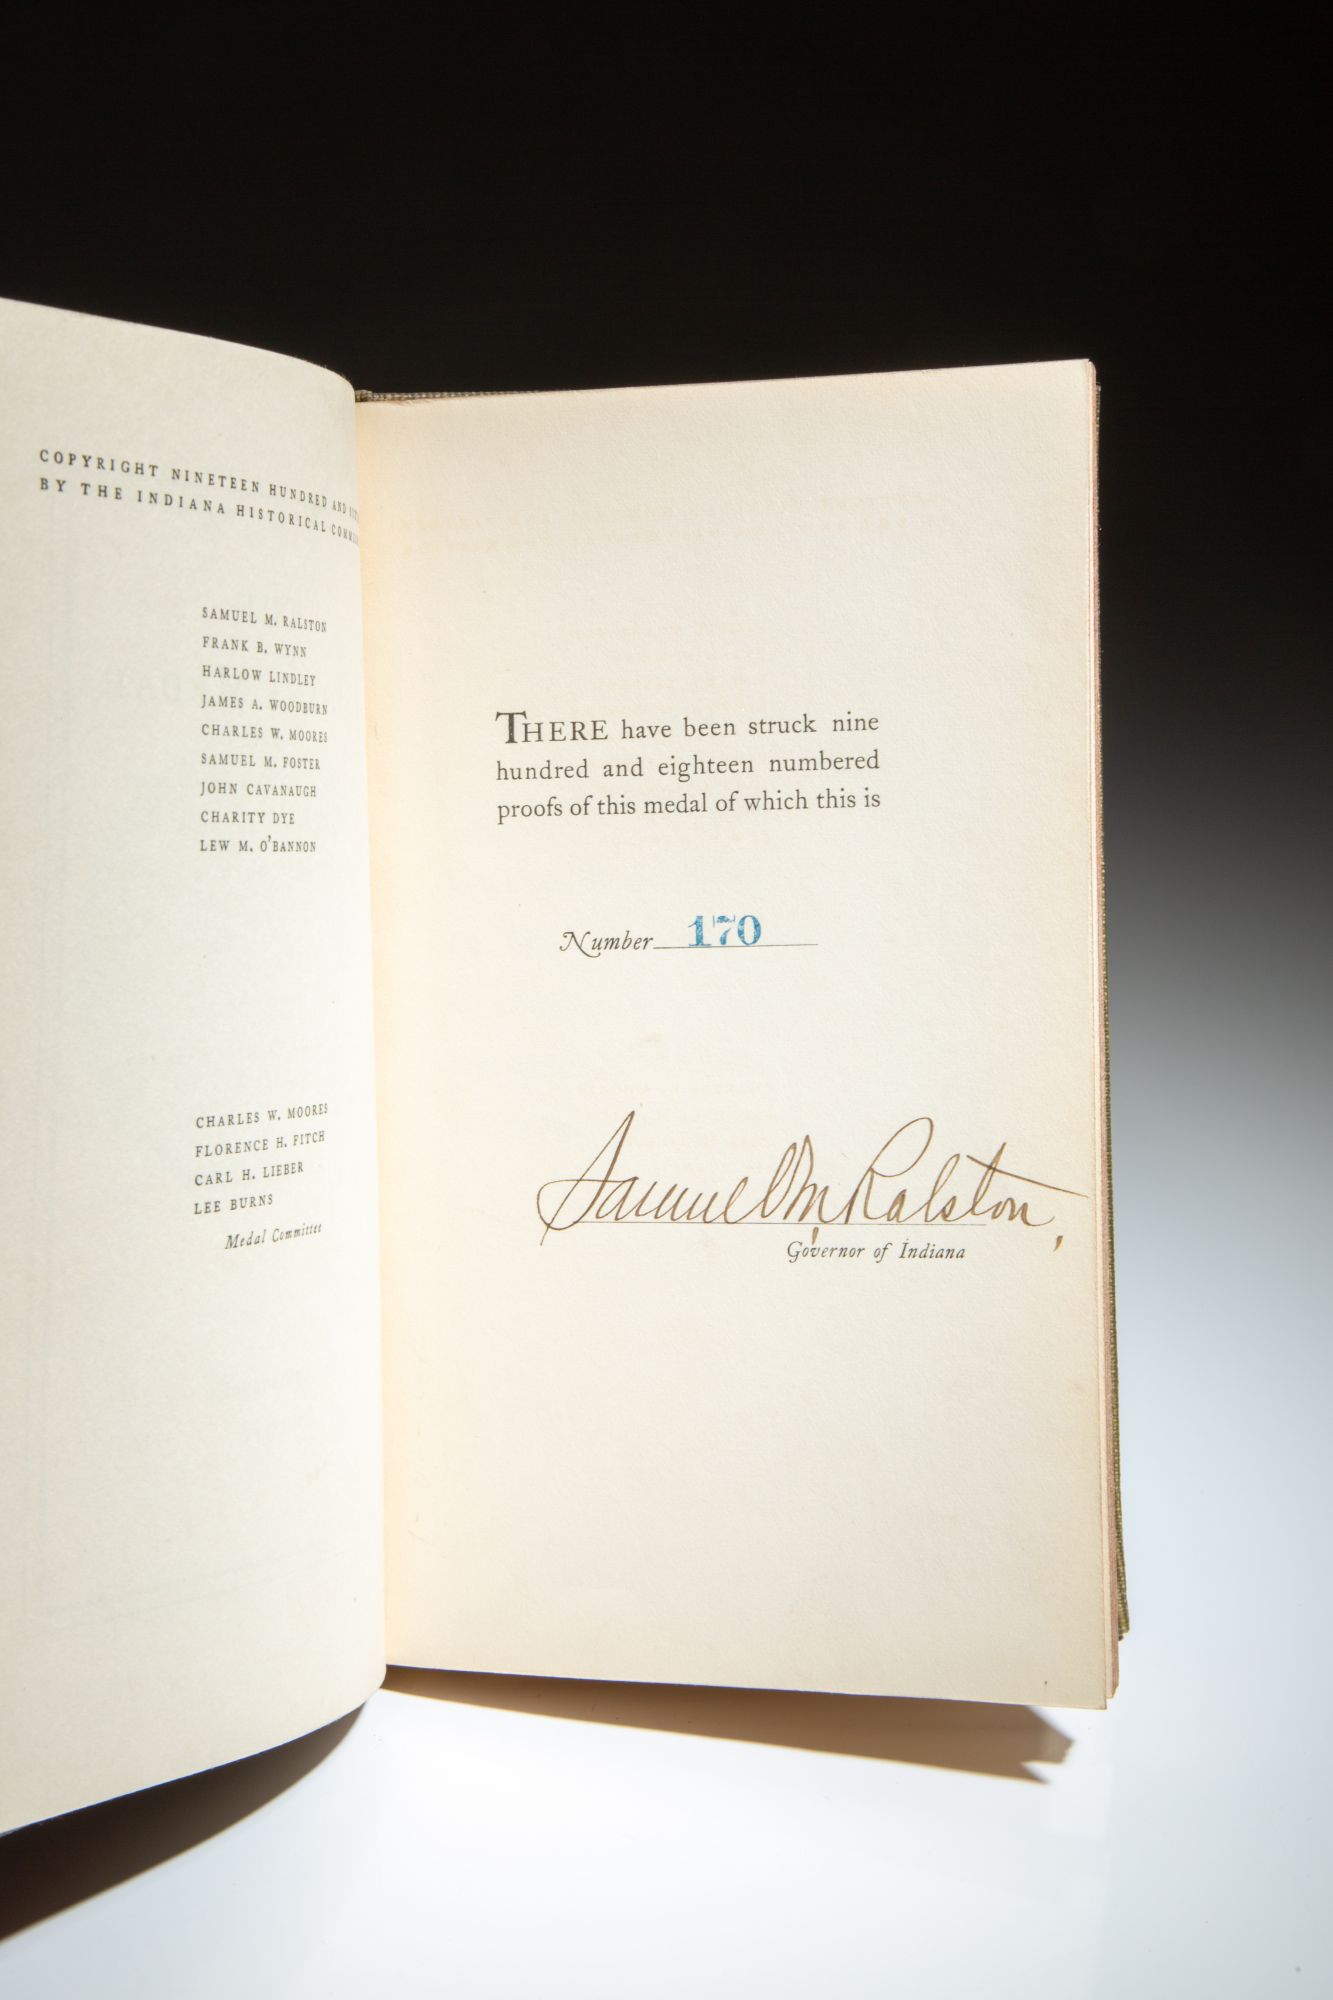 COPYRIGHT NINETEEN HUNDRED AND
BY THE INDIANA HISTORICAL
SAMUEL M. RALSTON
FRANK B. WYNN
HARLOW LINDLEY
JAMES A. WOODBURN
CHARLES W. MOORES
SAMUEL M. FOSTER
JOHN CAVANAUGH
CHARITY DYE
LEW M. O'BANNON
CHARLES W. MOORES
FLORENCE H. FITCH
CARL H. LIEBER
LEE BURNS
Medal Committee
THERE have been struck nine
hundred and eighteen numbered
proofs of this medal of which this is
Number 170
Samuel M. Ralston,
Governor of Indiana